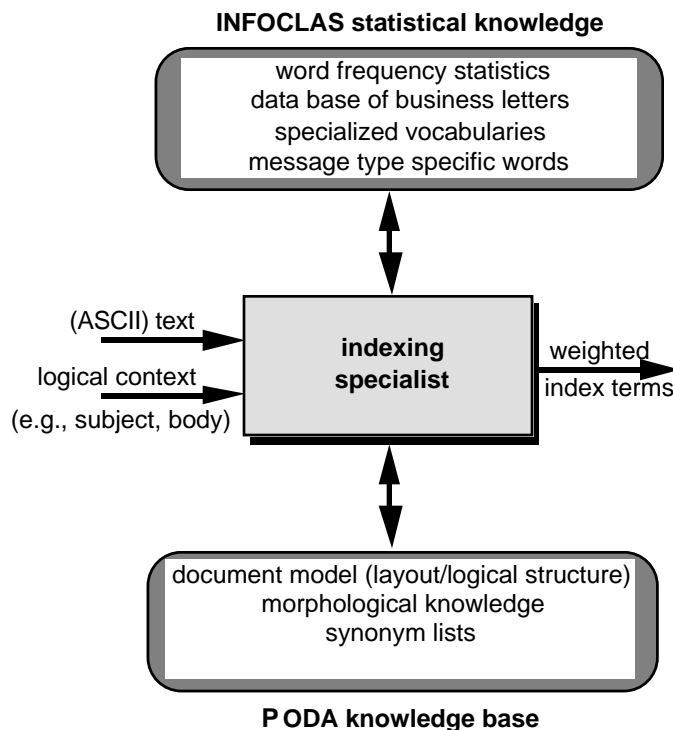 INFOCLAS statistical knowledge
word frequency statistics
data base of business letters
specialized vocabularies
message type specific words
(ASCII) text
logical context
(e.g., subject, body)
indexing
specialist
weighted
index terms
document model (layout/logical structure)
morphological knowledge
synonym lists
PODA knowledge base